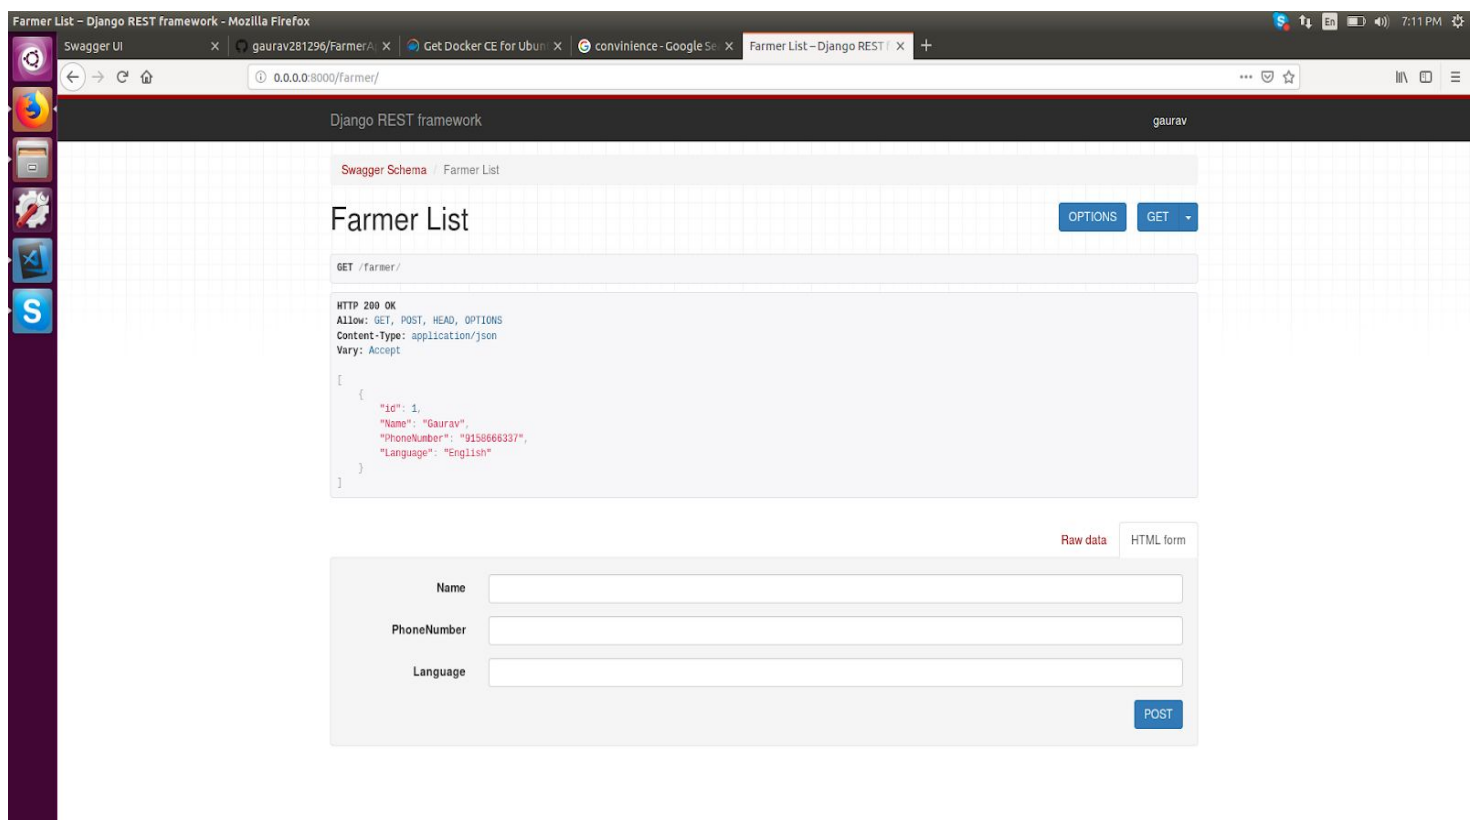 Farmer List – Django REST framework - Mozilla Firefox
En
7:11 PM
Swagger UI
gaurav281296/FarmerA
Get Docker CE for Ubun
convinience - Google Se
Farmer List – Django REST f
0.0.0.0:8000/farmer/
Django REST framework
gaurav
Swagger Schema / Farmer List
Farmer List
OPTIONS
GET
GET /farmer/
HTTP 200 OK
Allow: GET, POST, HEAD, OPTIONS
Content-Type: application/json
Vary: Accept
[
{
"id": 1,
"Name": "Gaurav",
"PhoneNumber": "9158666337",
"Language": "English"
}
]
Raw data
HTML form
Name
PhoneNumber
Language
POST